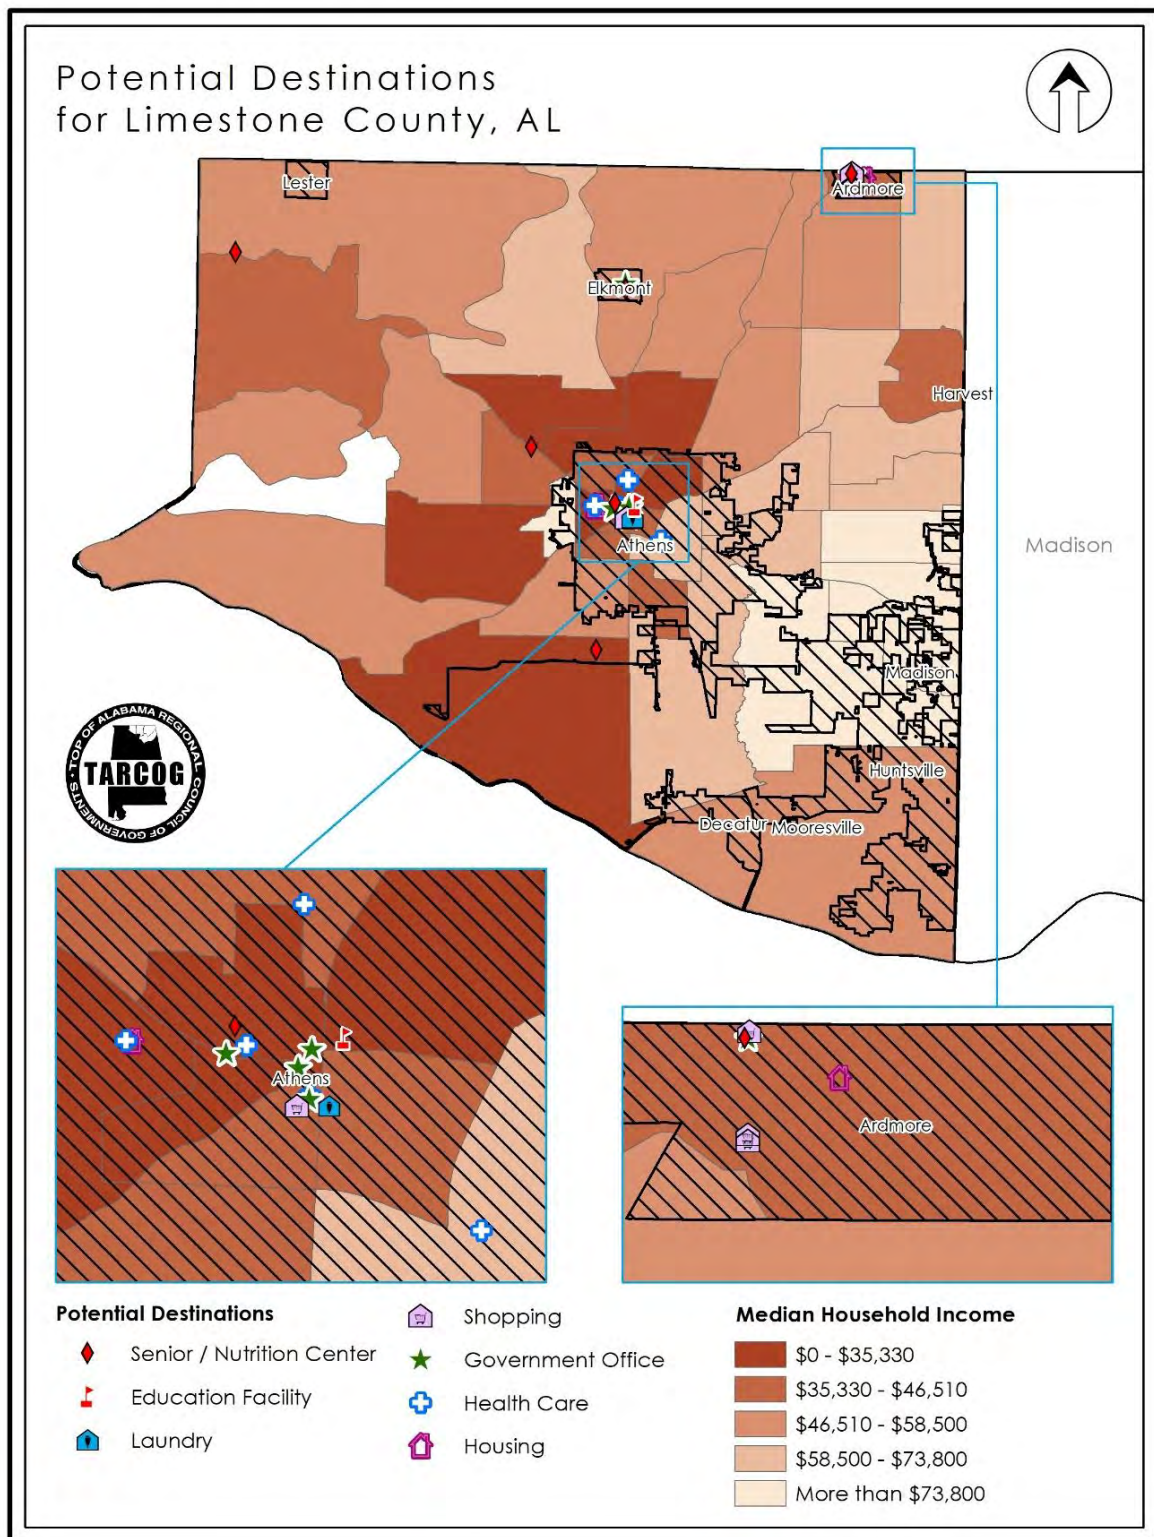 Potential Destinations
for Limestone County, AL
Lester
Ardmore
Elkmont
Harvest
Athens
Madison
Madison
Huntsville
Decatur
Mooresville
TOP OF ALABAMA REGIONAL
TARCOG
COUNCIL OF GOVERNMENTS
Athens
Ardmore
Potential Destinations
Senior / Nutrition Center
Education Facility
Laundry
Shopping
Government Office
Health Care
Housing
Median Household Income
$0 - $35,330
$35,330 - $46,510
$46,510 - $58,500
$58,500 - $73,800
More than $73,800